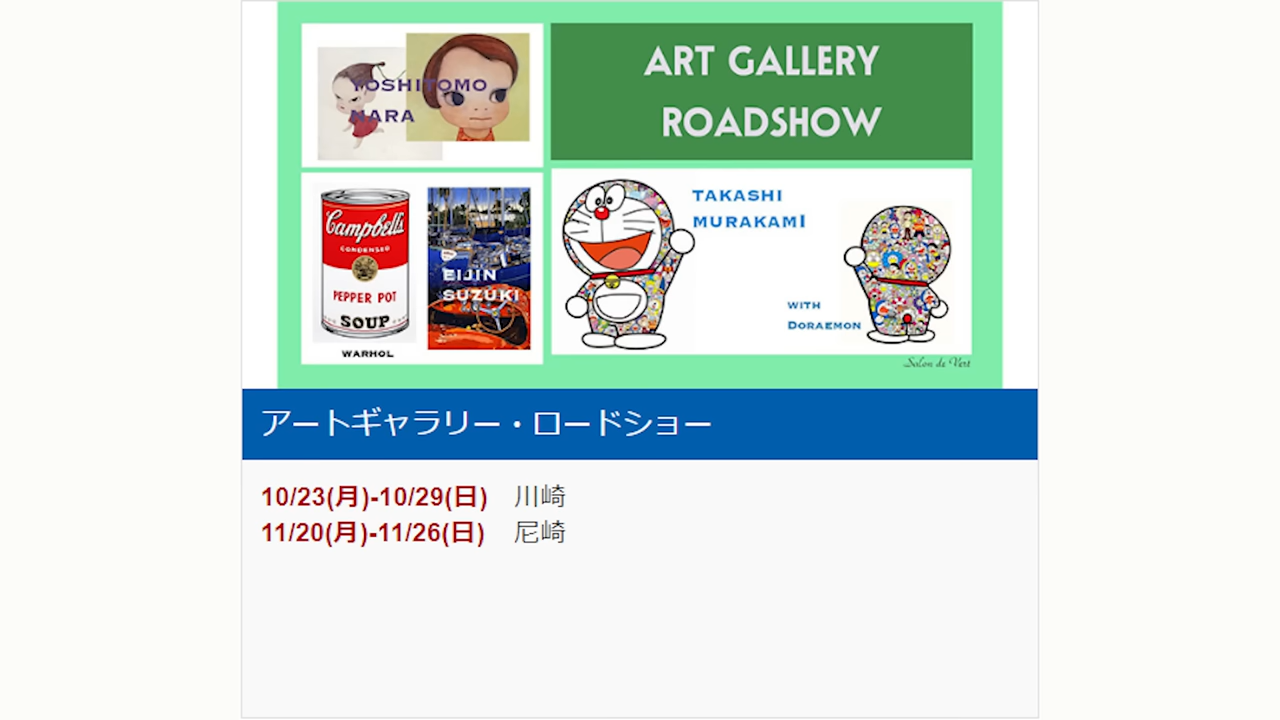 YOSHITOMO
NARA
ART GALLERY
ROADSHOW
Campbell's
CONDENSED
PEPPER POT
SOUP
WARHOL
EIJIN
SUZUKI
TAKASHI
MURAKAMI
WITH
DORAEMON
Salon de Vert
アートギャラリー・ロードショー
10/23(月)-10/29(日) 川崎
11/20(月)-11/26(日) 尼崎